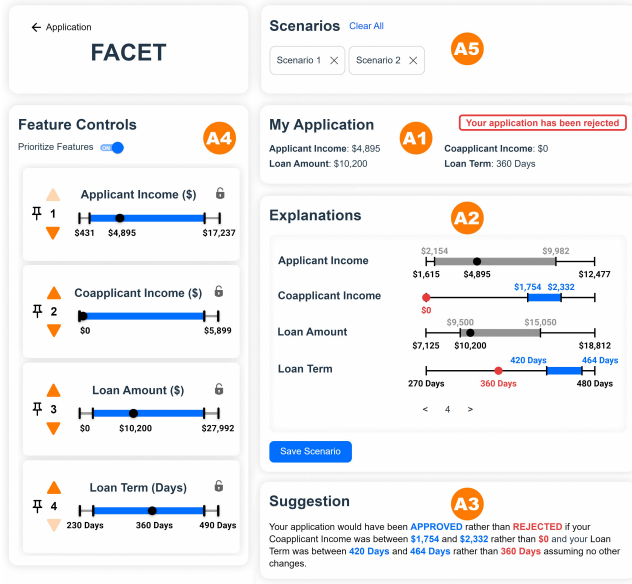 ← Application
FACET
Scenarios Clear All
Scenario 1 ×
Scenario 2 ×
A5
Feature Controls
Prioritize Features ON
A4
1
Applicant Income ($)
$431 $4,895 $17,237
2
Coapplicant Income ($)
$0 $5,899
3
Loan Amount ($)
$0 $10,200 $27,992
4
Loan Term (Days)
230 Days 360 Days 490 Days
My Application
A1
Your application has been rejected
Applicant Income: $4,895 Coapplicant Income: $0
Loan Amount: $10,200 Loan Term: 360 Days
Explanations
A2
$2,154 $9,982
Applicant Income
$1,615 $4,895 $12,477
$1,754 $2,332
Coapplicant Income
$0
$9,500 $15,050
Loan Amount
$7,125 $10,200 $18,812
420 Days 464 Days
Loan Term
270 Days 360 Days 480 Days
< 4 >
Save Scenario
Suggestion
A3
Your application would have been APPROVED rather than REJECTED if your
Coapplicant Income was between $1,754 and $2,332 rather than $0 and your Loan
Term was between 420 Days and 464 Days rather than 360 Days assuming no other
changes.